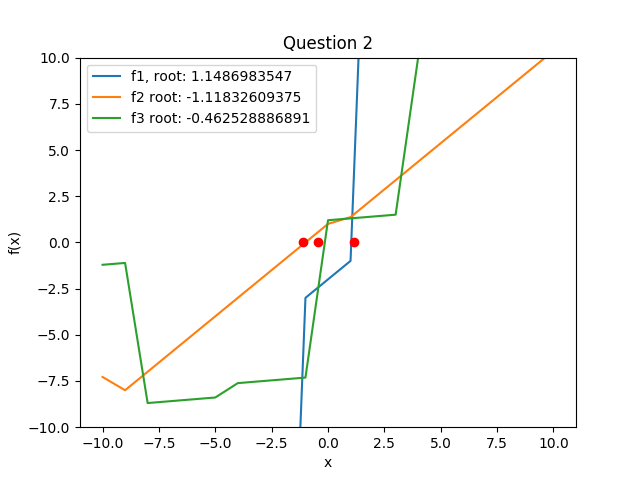 Question 2
f1, root: 1.1486983547
f2 root: -1.11832609375
f3 root: -0.462528886891
10.0
7.5
5.0
2.5
0.0
−2.5
−5.0
−7.5
−10.0
f(x)
−10.0 −7.5 −5.0 −2.5 0.0 2.5 5.0 7.5 10.0
x